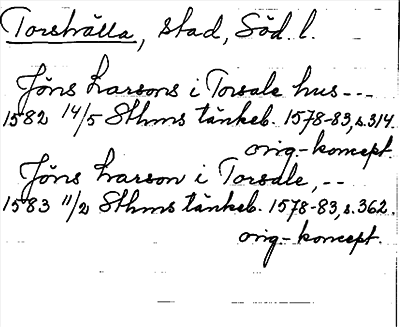 Torshälla, stad, Söd. l.
Jöns Larsons i Torsale hus---
1582 14/5 Sthms tänkeb. 1578-83, s.314.
orig.-koncept.
Jöns Larson i Torsale, --
1583 11/2 Sthms tänkeb. 1578-83, s.362.
orig-koncept.